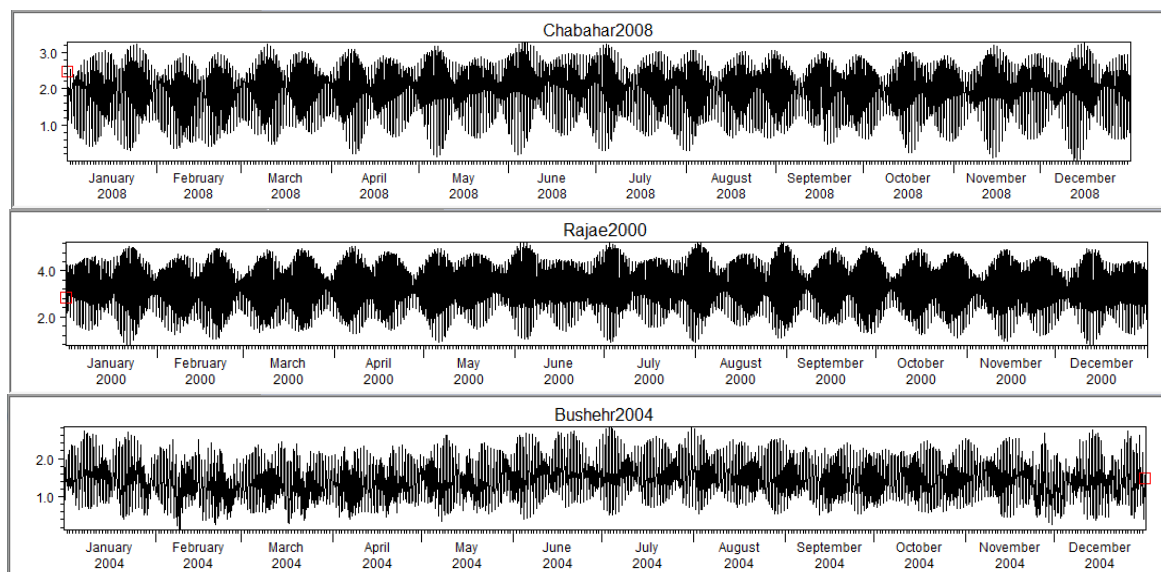 Chabahar2008
3.0
2.0
1.0
January February March April May June July August September October November December
2008 2008 2008 2008 2008 2008 2008 2008 2008 2008 2008 2008
Rajae2000
4.0
2.0
January February March April May June July August September October November December
2000 2000 2000 2000 2000 2000 2000 2000 2000 2000 2000 2000
Bushehr2004
2.0
1.0
January February March April May June July August September October November December
2004 2004 2004 2004 2004 2004 2004 2004 2004 2004 2004 2004